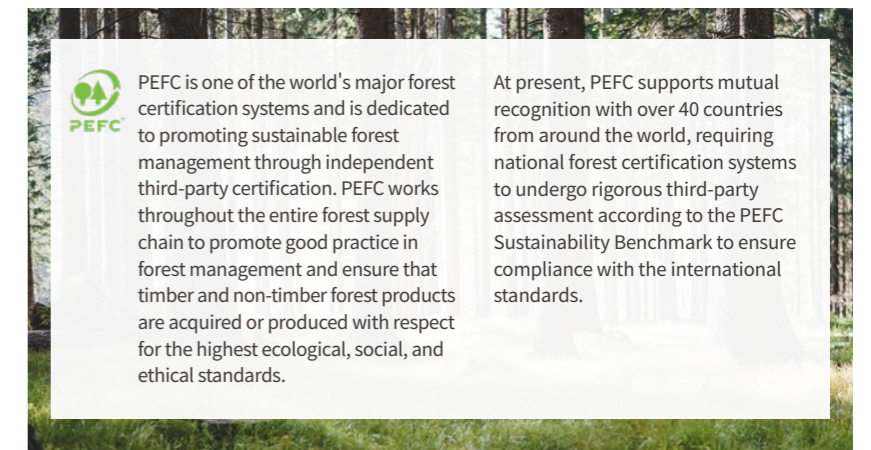 PEFC™
PEFC is one of the world's major forest
certification systems and is dedicated
to promoting sustainable forest
management through independent
third-party certification. PEFC works
throughout the entire forest supply
chain to promote good practice in
forest management and ensure that
timber and non-timber forest products
are acquired or produced with respect
for the highest ecological, social, and
ethical standards.
At present, PEFC supports mutual
recognition with over 40 countries
from around the world, requiring
national forest certification systems
to undergo rigorous third-party
assessment according to the PEFC
Sustainability Benchmark to ensure
compliance with the international
standards.